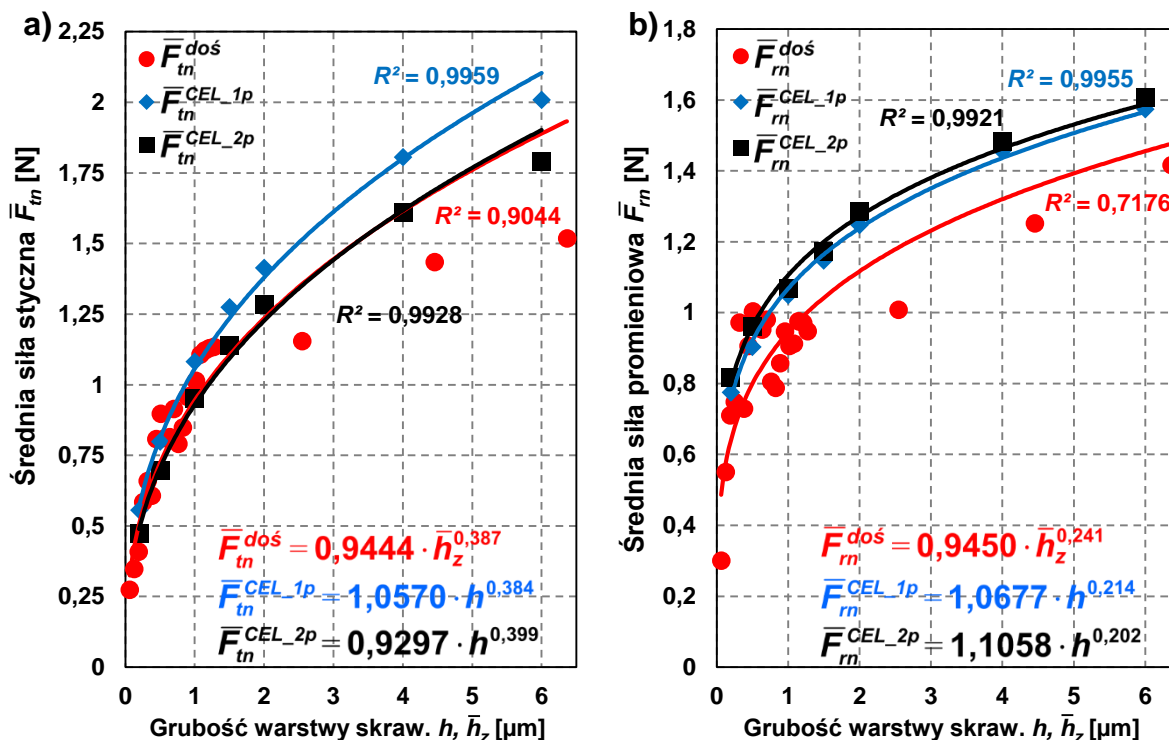 a)
Średnia siła styczna F̅tn [N]
2,25
2
1,75
1,5
1,25
1
0,75
0,5
0,25
0
F̅tn^doś
F̅tn^CEL_1p
F̅tn^CEL_2p
R² = 0,9959
R² = 0,9044
R² = 0,9928
F̅tn^doś = 0,9444 · h̅z^0,387
F̅tn^CEL_1p = 1,0570 · h^0,384
F̅tn^CEL_2p = 0,9297 · h^0,399
0 1 2 3 4 5 6
Grubość warstwy skraw. h, h̅z [µm]
b)
Średnia siła promieniowa F̅rn [N]
1,8
1,6
1,4
1,2
1
0,8
0,6
0,4
0,2
0
F̅rn^doś
F̅rn^CEL_1p
F̅rn^CEL_2p
R² = 0,9955
R² = 0,9921
R² = 0,7176
F̅rn^doś = 0,9450 · h̅z^0,241
F̅rn^CEL_1p = 1,0677 · h^0,214
F̅rn^CEL_2p = 1,1058 · h^0,202
0 1 2 3 4 5 6
Grubość warstwy skraw. h, h̅z [µm]